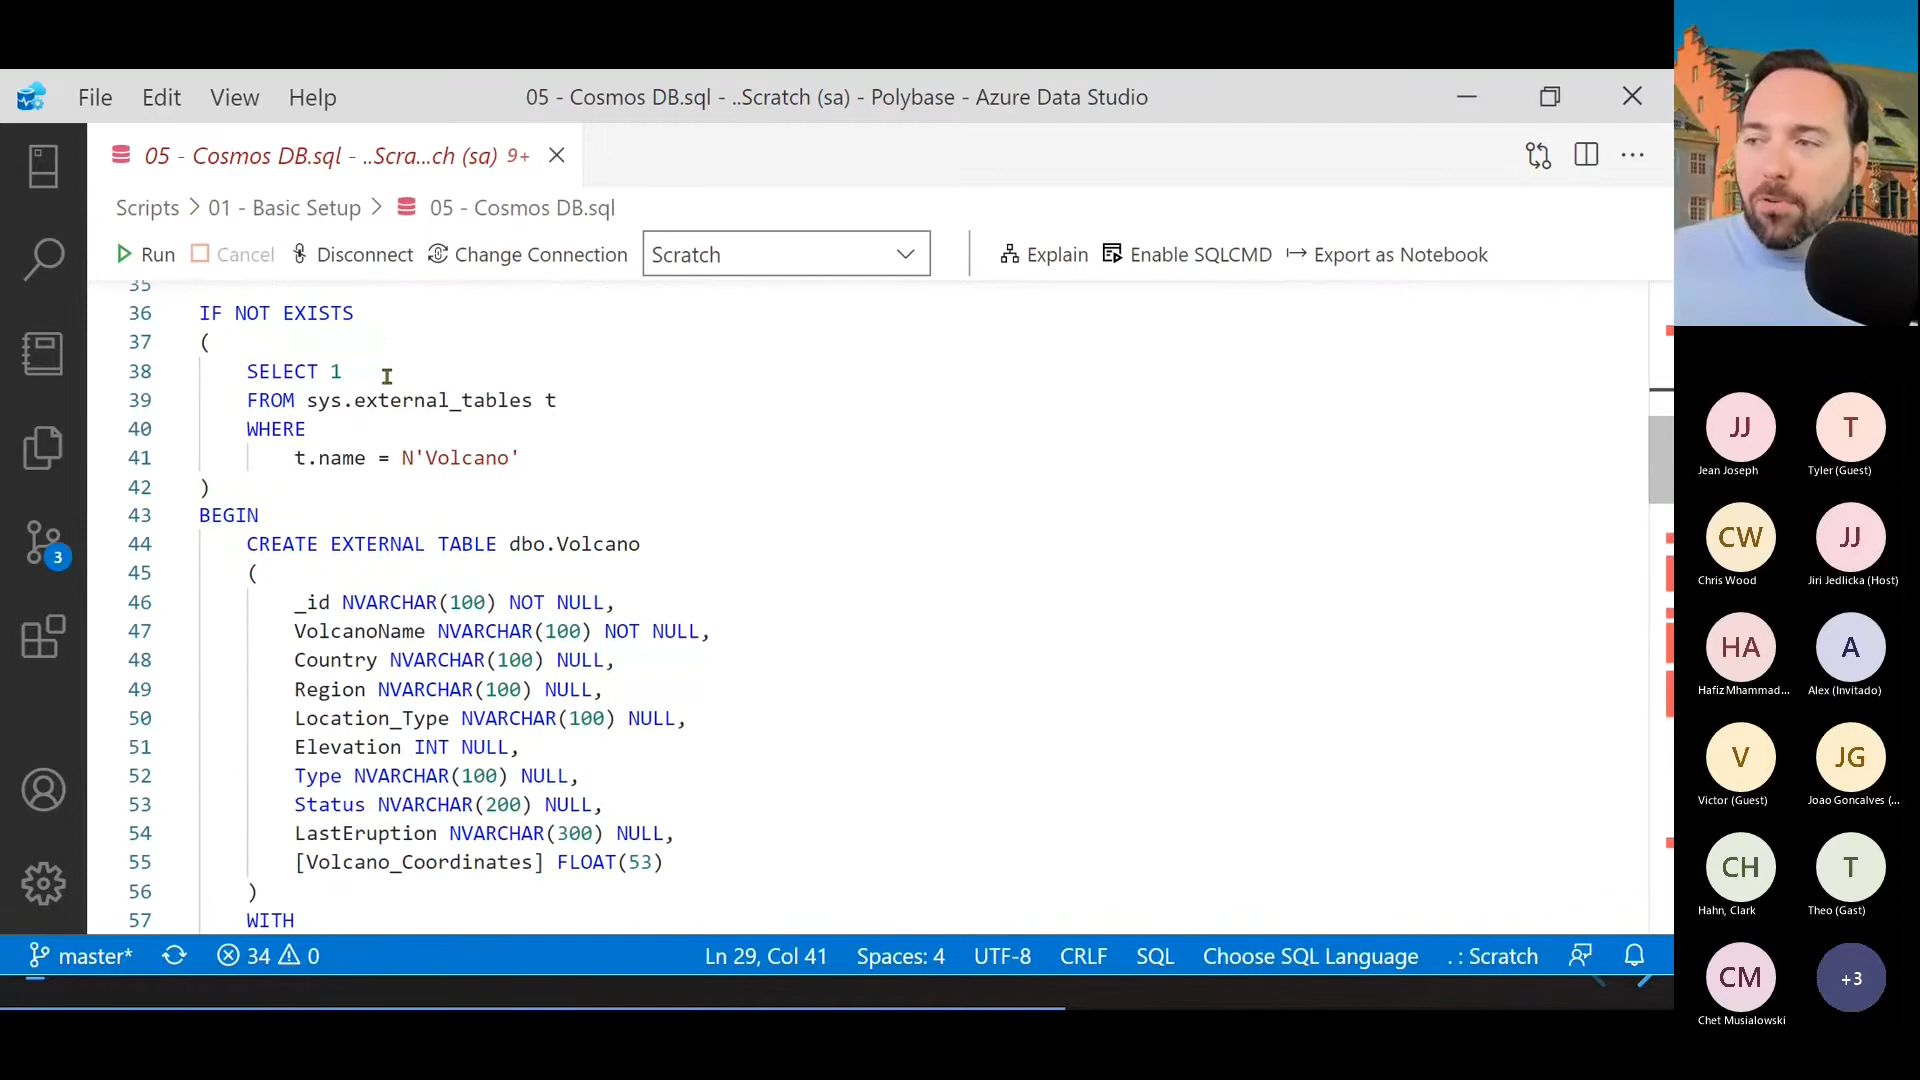 File Edit View Help 05 - Cosmos DB.sql - ..Scratch (sa) - Polybase - Azure Data Studio
05 - Cosmos DB.sql - ..Scra...ch (sa) 9+
Scripts > 01 - Basic Setup > 05 - Cosmos DB.sql
Run Cancel Disconnect Change Connection Scratch Explain Enable SQLCMD Export as Notebook
35
36 IF NOT EXISTS
37 (
38 SELECT 1
39 FROM sys.external_tables t
40 WHERE
41 t.name = N'Volcano'
42 )
43 BEGIN
44 CREATE EXTERNAL TABLE dbo.Volcano
45 (
46 _id NVARCHAR(100) NOT NULL,
47 VolcanoName NVARCHAR(100) NOT NULL,
48 Country NVARCHAR(100) NULL,
49 Region NVARCHAR(100) NULL,
50 Location_Type NVARCHAR(100) NULL,
51 Elevation INT NULL,
52 Type NVARCHAR(100) NULL,
53 Status NVARCHAR(200) NULL,
54 LastEruption NVARCHAR(300) NULL,
55 [Volcano_Coordinates] FLOAT(53)
56 )
57 WITH
3
master* 34 0 Ln 29, Col 41 Spaces: 4 UTF-8 CRLF SQL Choose SQL Language . : Scratch
JJ T
Jean Joseph Tyler (Guest)
CW JJ
Chris Wood Jiri Jedlicka (Host)
HA A
Hafiz Mhammad... Alex (Invitado)
V JG
Victor (Guest) Joao Goncalves (...
CH T
Hahn, Clark Theo (Gast)
CM +3
Chet Musialowski